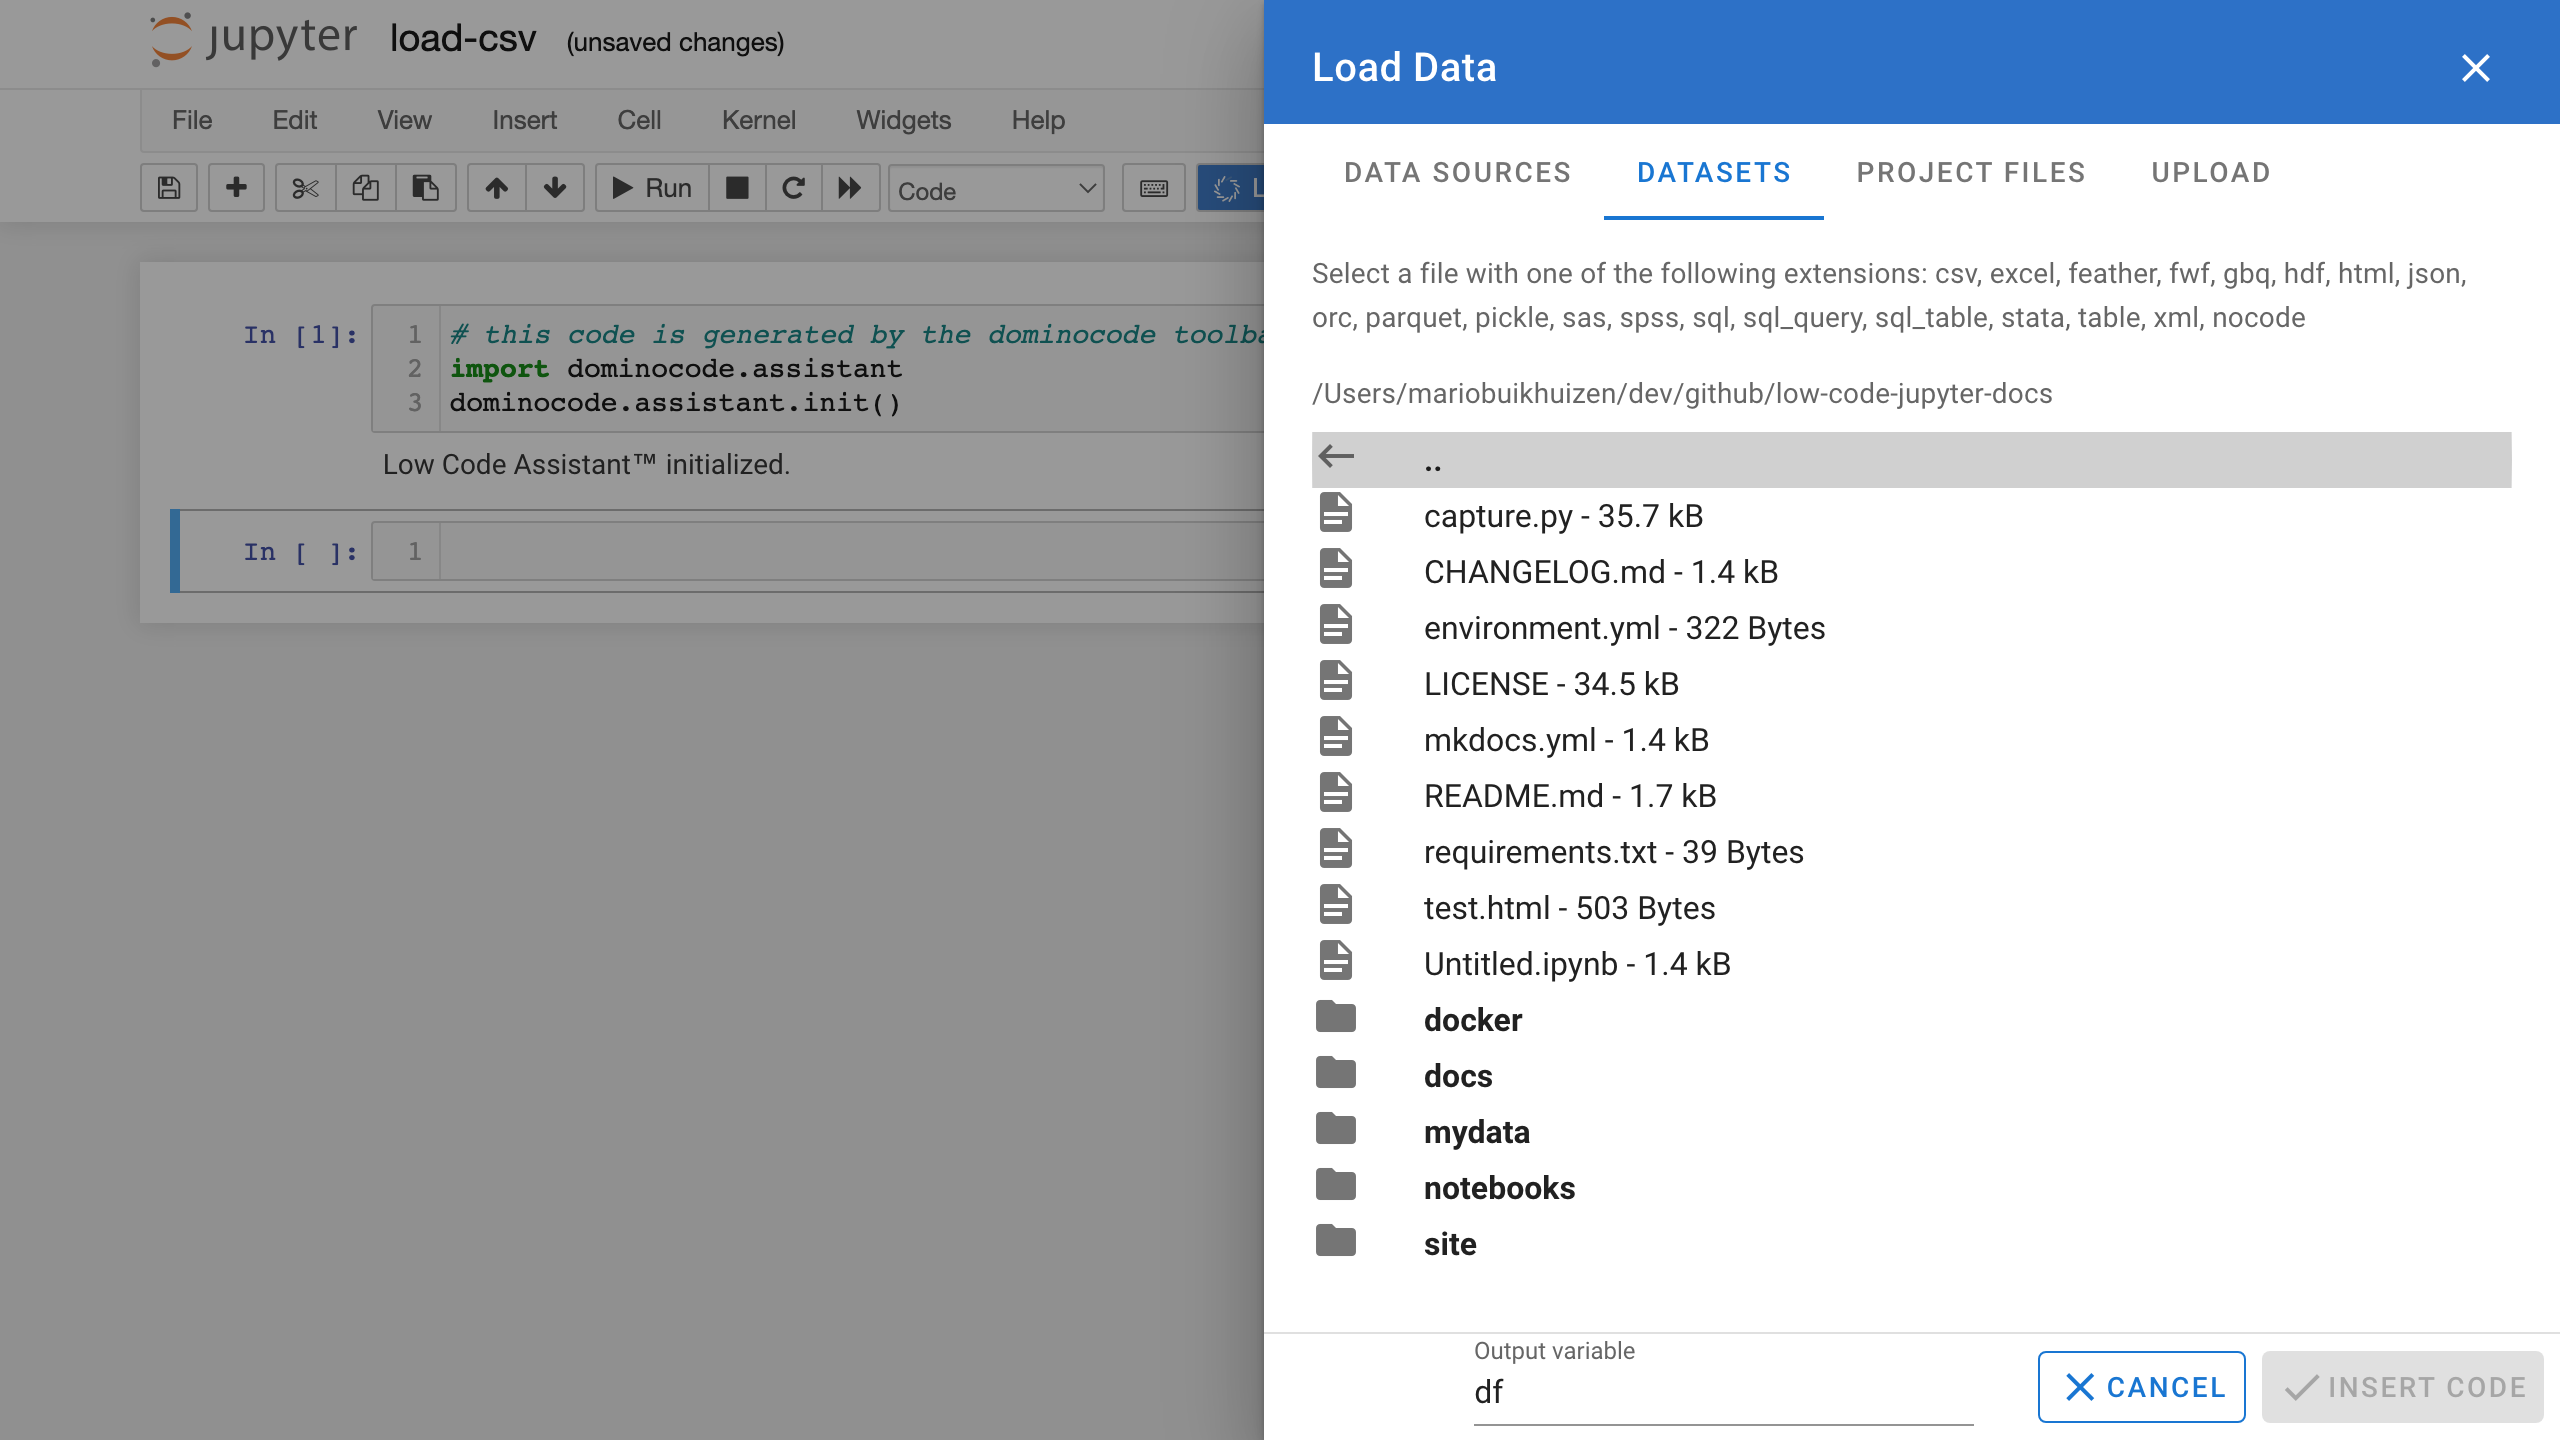 jupyter load-csv (unsaved changes)
File Edit View Insert Cell Kernel Widgets Help
Run Code L
In [1]: 1 # this code is generated by the dominocode toolba
2 import dominocode.assistant
3 dominocode.assistant.init()
Low Code Assistant™ initialized.
In [ ]: 1
Load Data
DATA SOURCES DATASETS PROJECT FILES UPLOAD
Select a file with one of the following extensions: csv, excel, feather, fwf, gbq, hdf, html, json,
orc, parquet, pickle, sas, spss, sql, sql_query, sql_table, stata, table, xml, nocode
/Users/mariobuikhuizen/dev/github/low-code-jupyter-docs
..
capture.py - 35.7 kB
CHANGELOG.md - 1.4 kB
environment.yml - 322 Bytes
LICENSE - 34.5 kB
mkdocs.yml - 1.4 kB
README.md - 1.7 kB
requirements.txt - 39 Bytes
test.html - 503 Bytes
Untitled.ipynb - 1.4 kB
docker
docs
mydata
notebooks
site
Output variable
df
CANCEL INSERT CODE